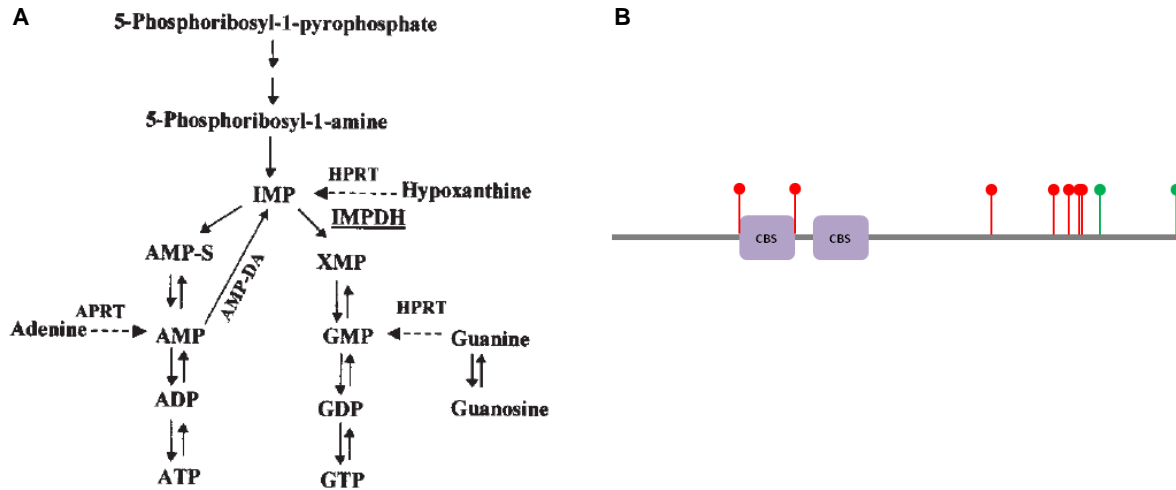 A
5-Phosphoribosyl-1-pyrophosphate
5-Phosphoribosyl-1-amine
HPRT
IMP
Hypoxanthine
IMPDH
AMP-S
XMP
AMP-DA
APRT
HPRT
Adenine
AMP
GMP
Guanine
ADP
GDP
Guanosine
ATP
GTP
B
CBS
CBS